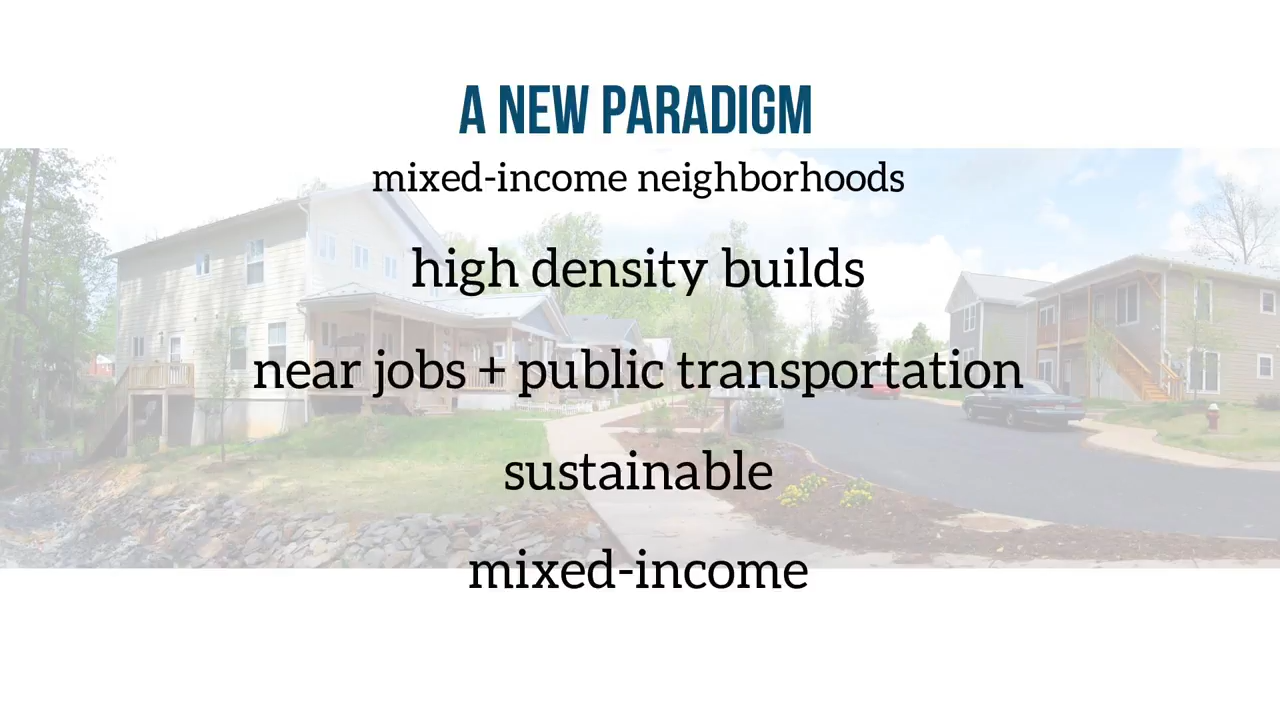 A NEW PARADIGM
mixed-income neighborhoods
high density builds
near jobs + public transportation
sustainable
mixed-income